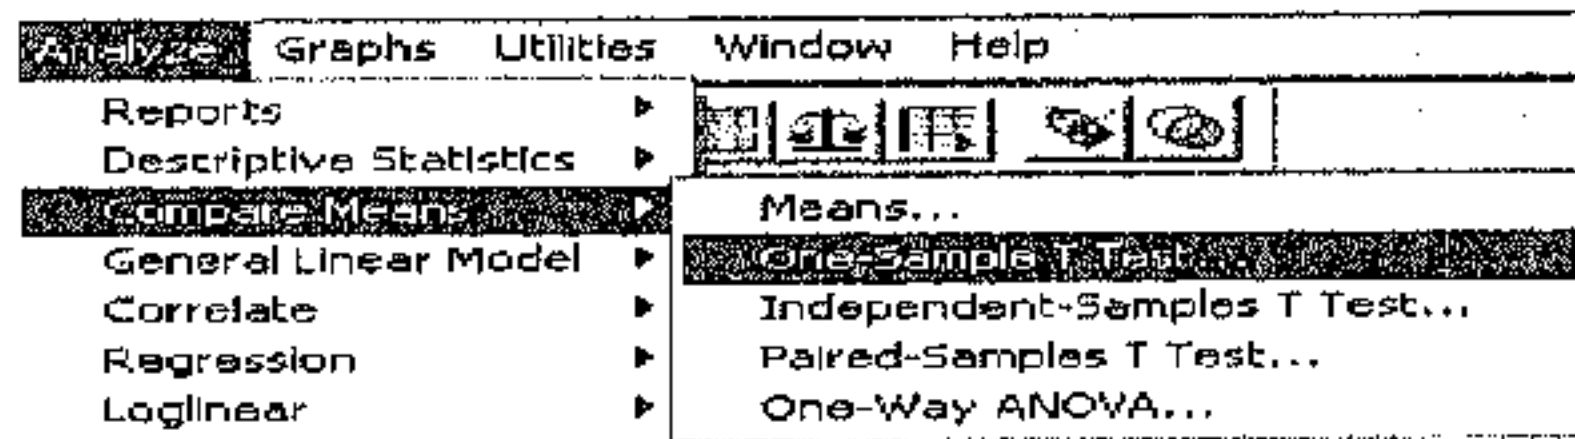 Analyze Graphs Utilities Window Help
Reports
Descriptive Statistics
Compare Means
General Linear Model
Correlate
Regression
Loglinear
Means...
One-Sample T Test...
Independent-Samples T Test...
Paired-Samples T Test...
One-Way ANOVA...